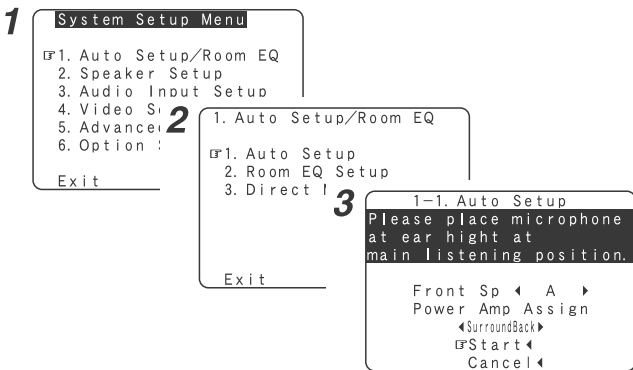 1
System Setup Menu
☞1. Auto Setup/Room EQ
2. Speaker Setup
3. Audio Input Setup
4. Video S
5. Advance
6. Option
Exit
2
1. Auto Setup/Room EQ
☞1. Auto Setup
2. Room EQ Setup
3. Direct
Exit
3
1-1. Auto Setup
Please place microphone
at ear hight at
main listening position.
Front Sp ◀ A ▶
Power Amp Assign
◀SurroundBack▶
☞Start◀
Cancel◀